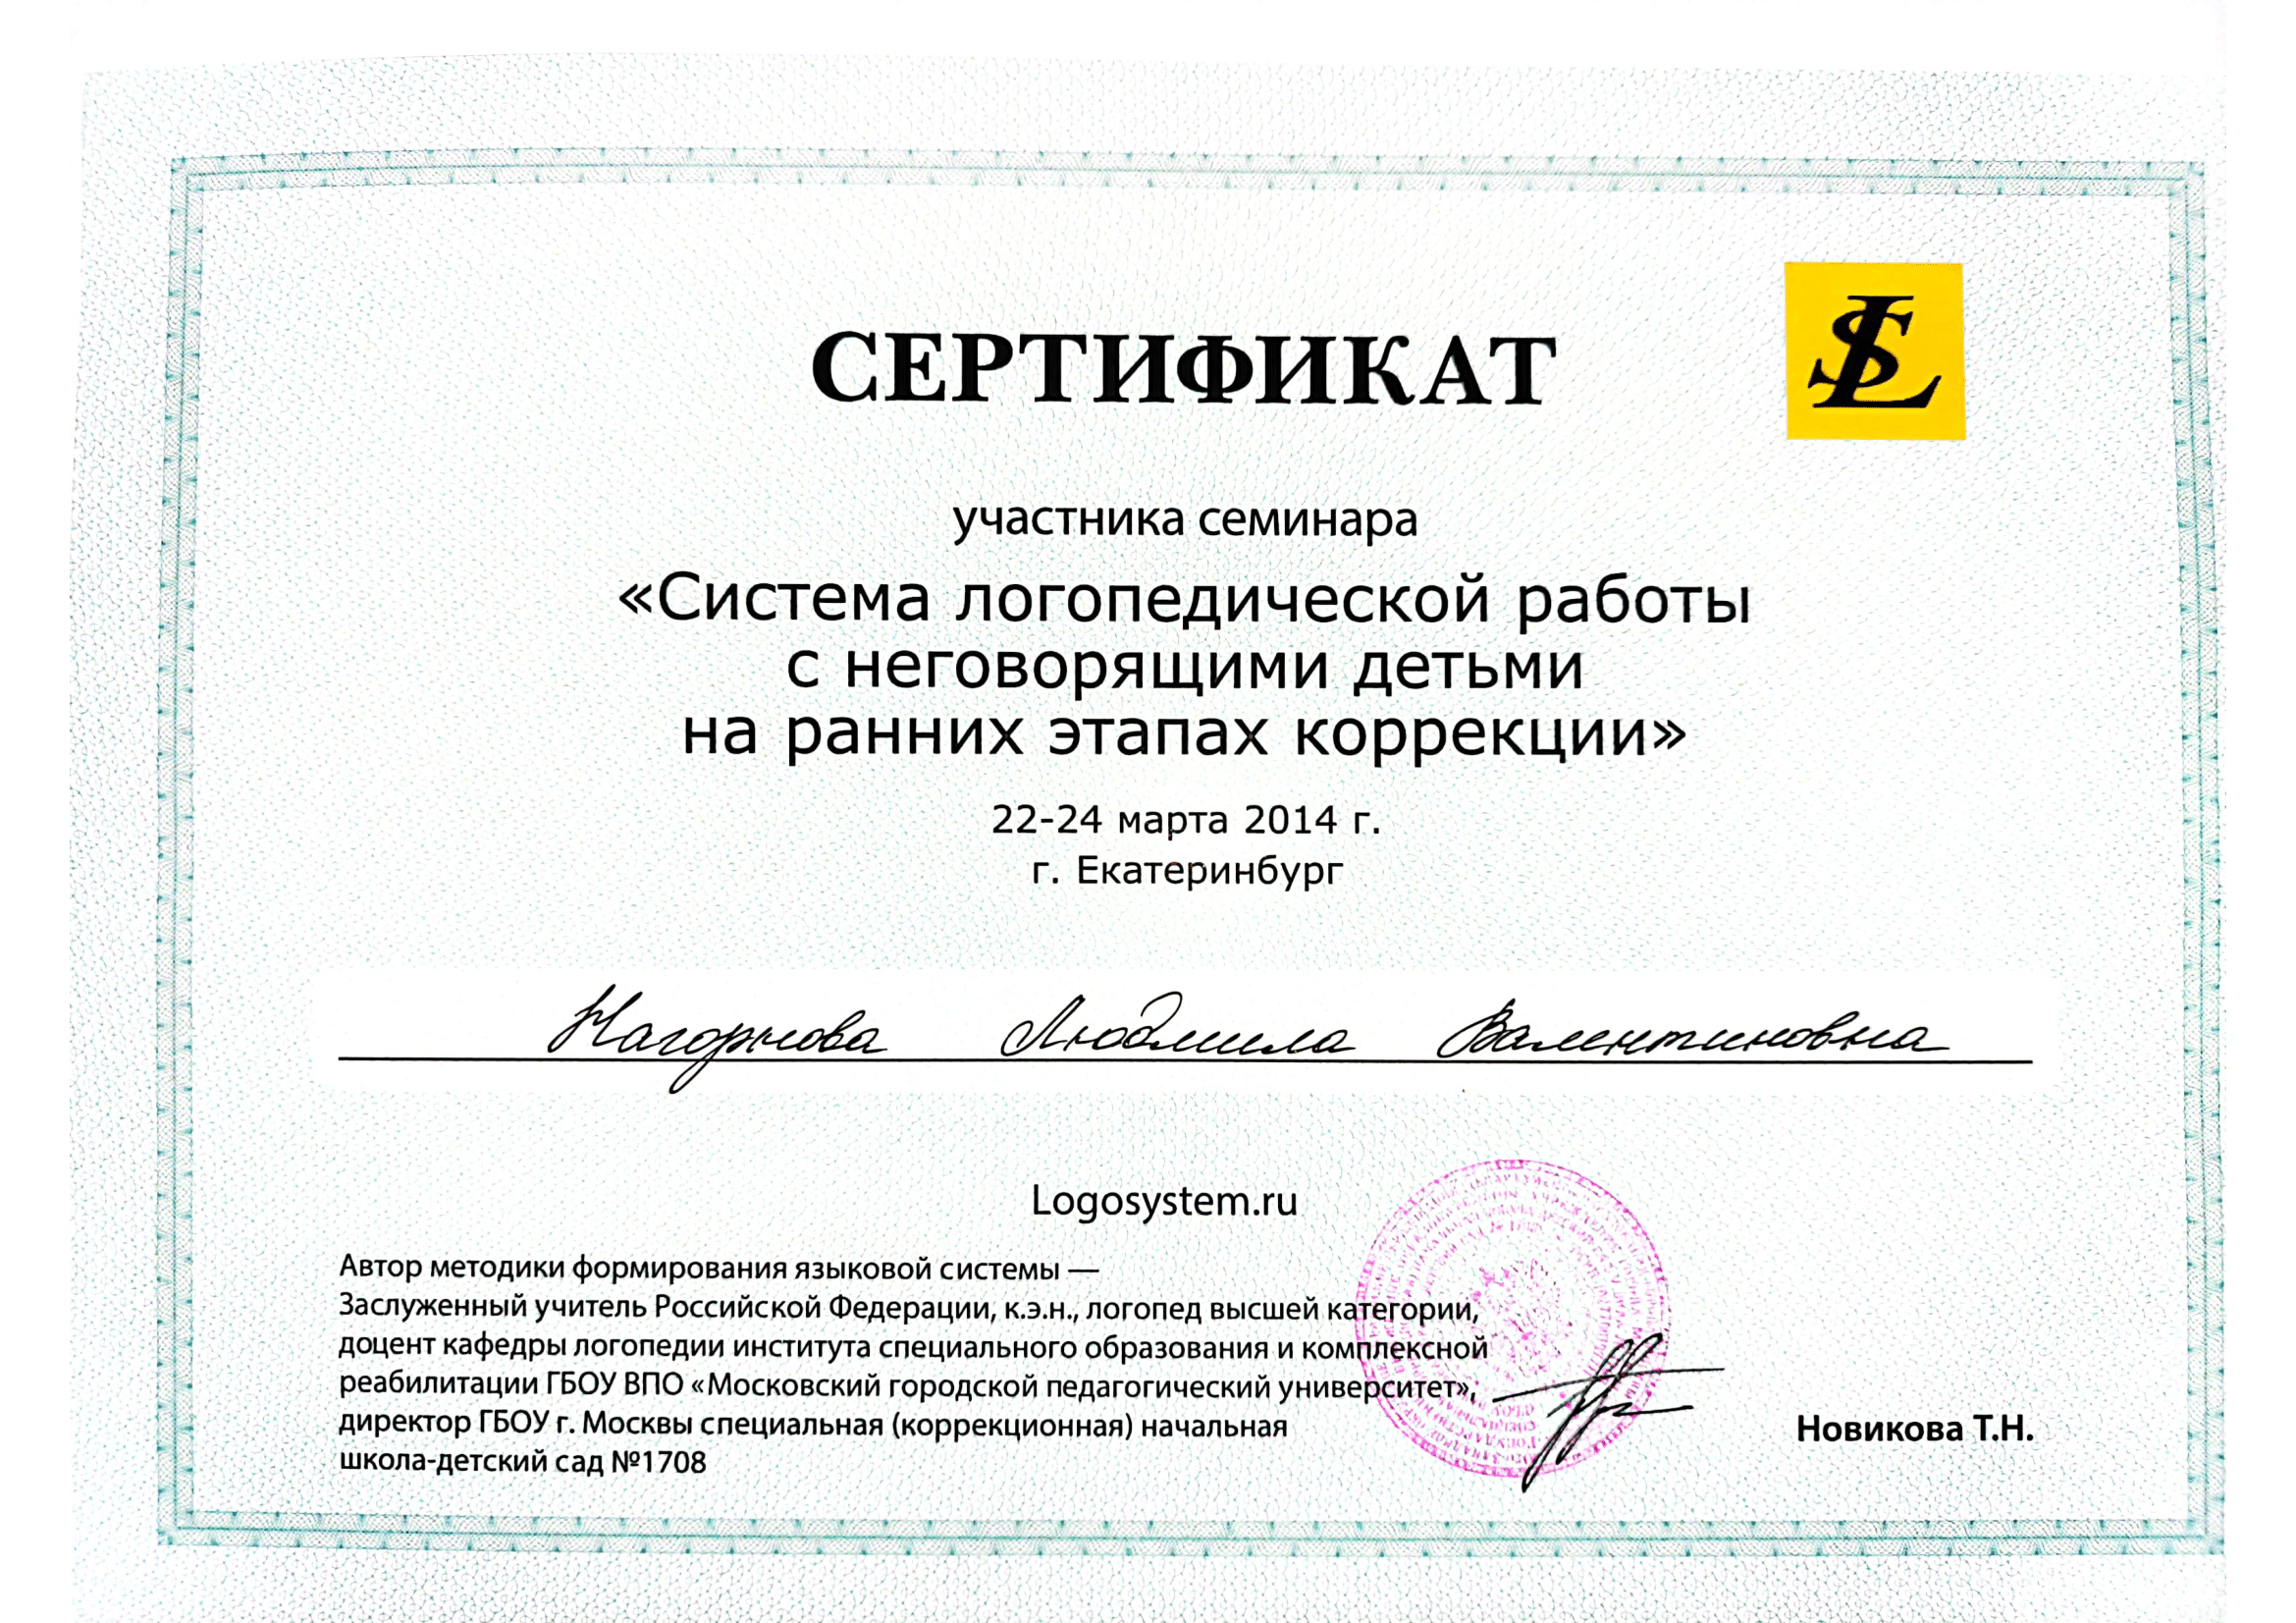 СЕРТИФИКАТ
SL
участника семинара
«Система логопедической работы
с неговорящими детьми
на ранних этапах коррекции»
22-24 марта 2014 г.
г. Екатеринбург
Нагорнова Людмила Валентиновна
Logosystem.ru
Автор методики формирования языковой системы —
Заслуженный учитель Российской Федерации, к.э.н., логопед высшей категории,
доцент кафедры логопедии института специального образования и комплексной
реабилитации ГБОУ ВПО «Московский городской педагогический университет»,
директор ГБОУ г. Москвы специальная (коррекционная) начальная
школа-детский сад №1708
Новикова Т.Н.